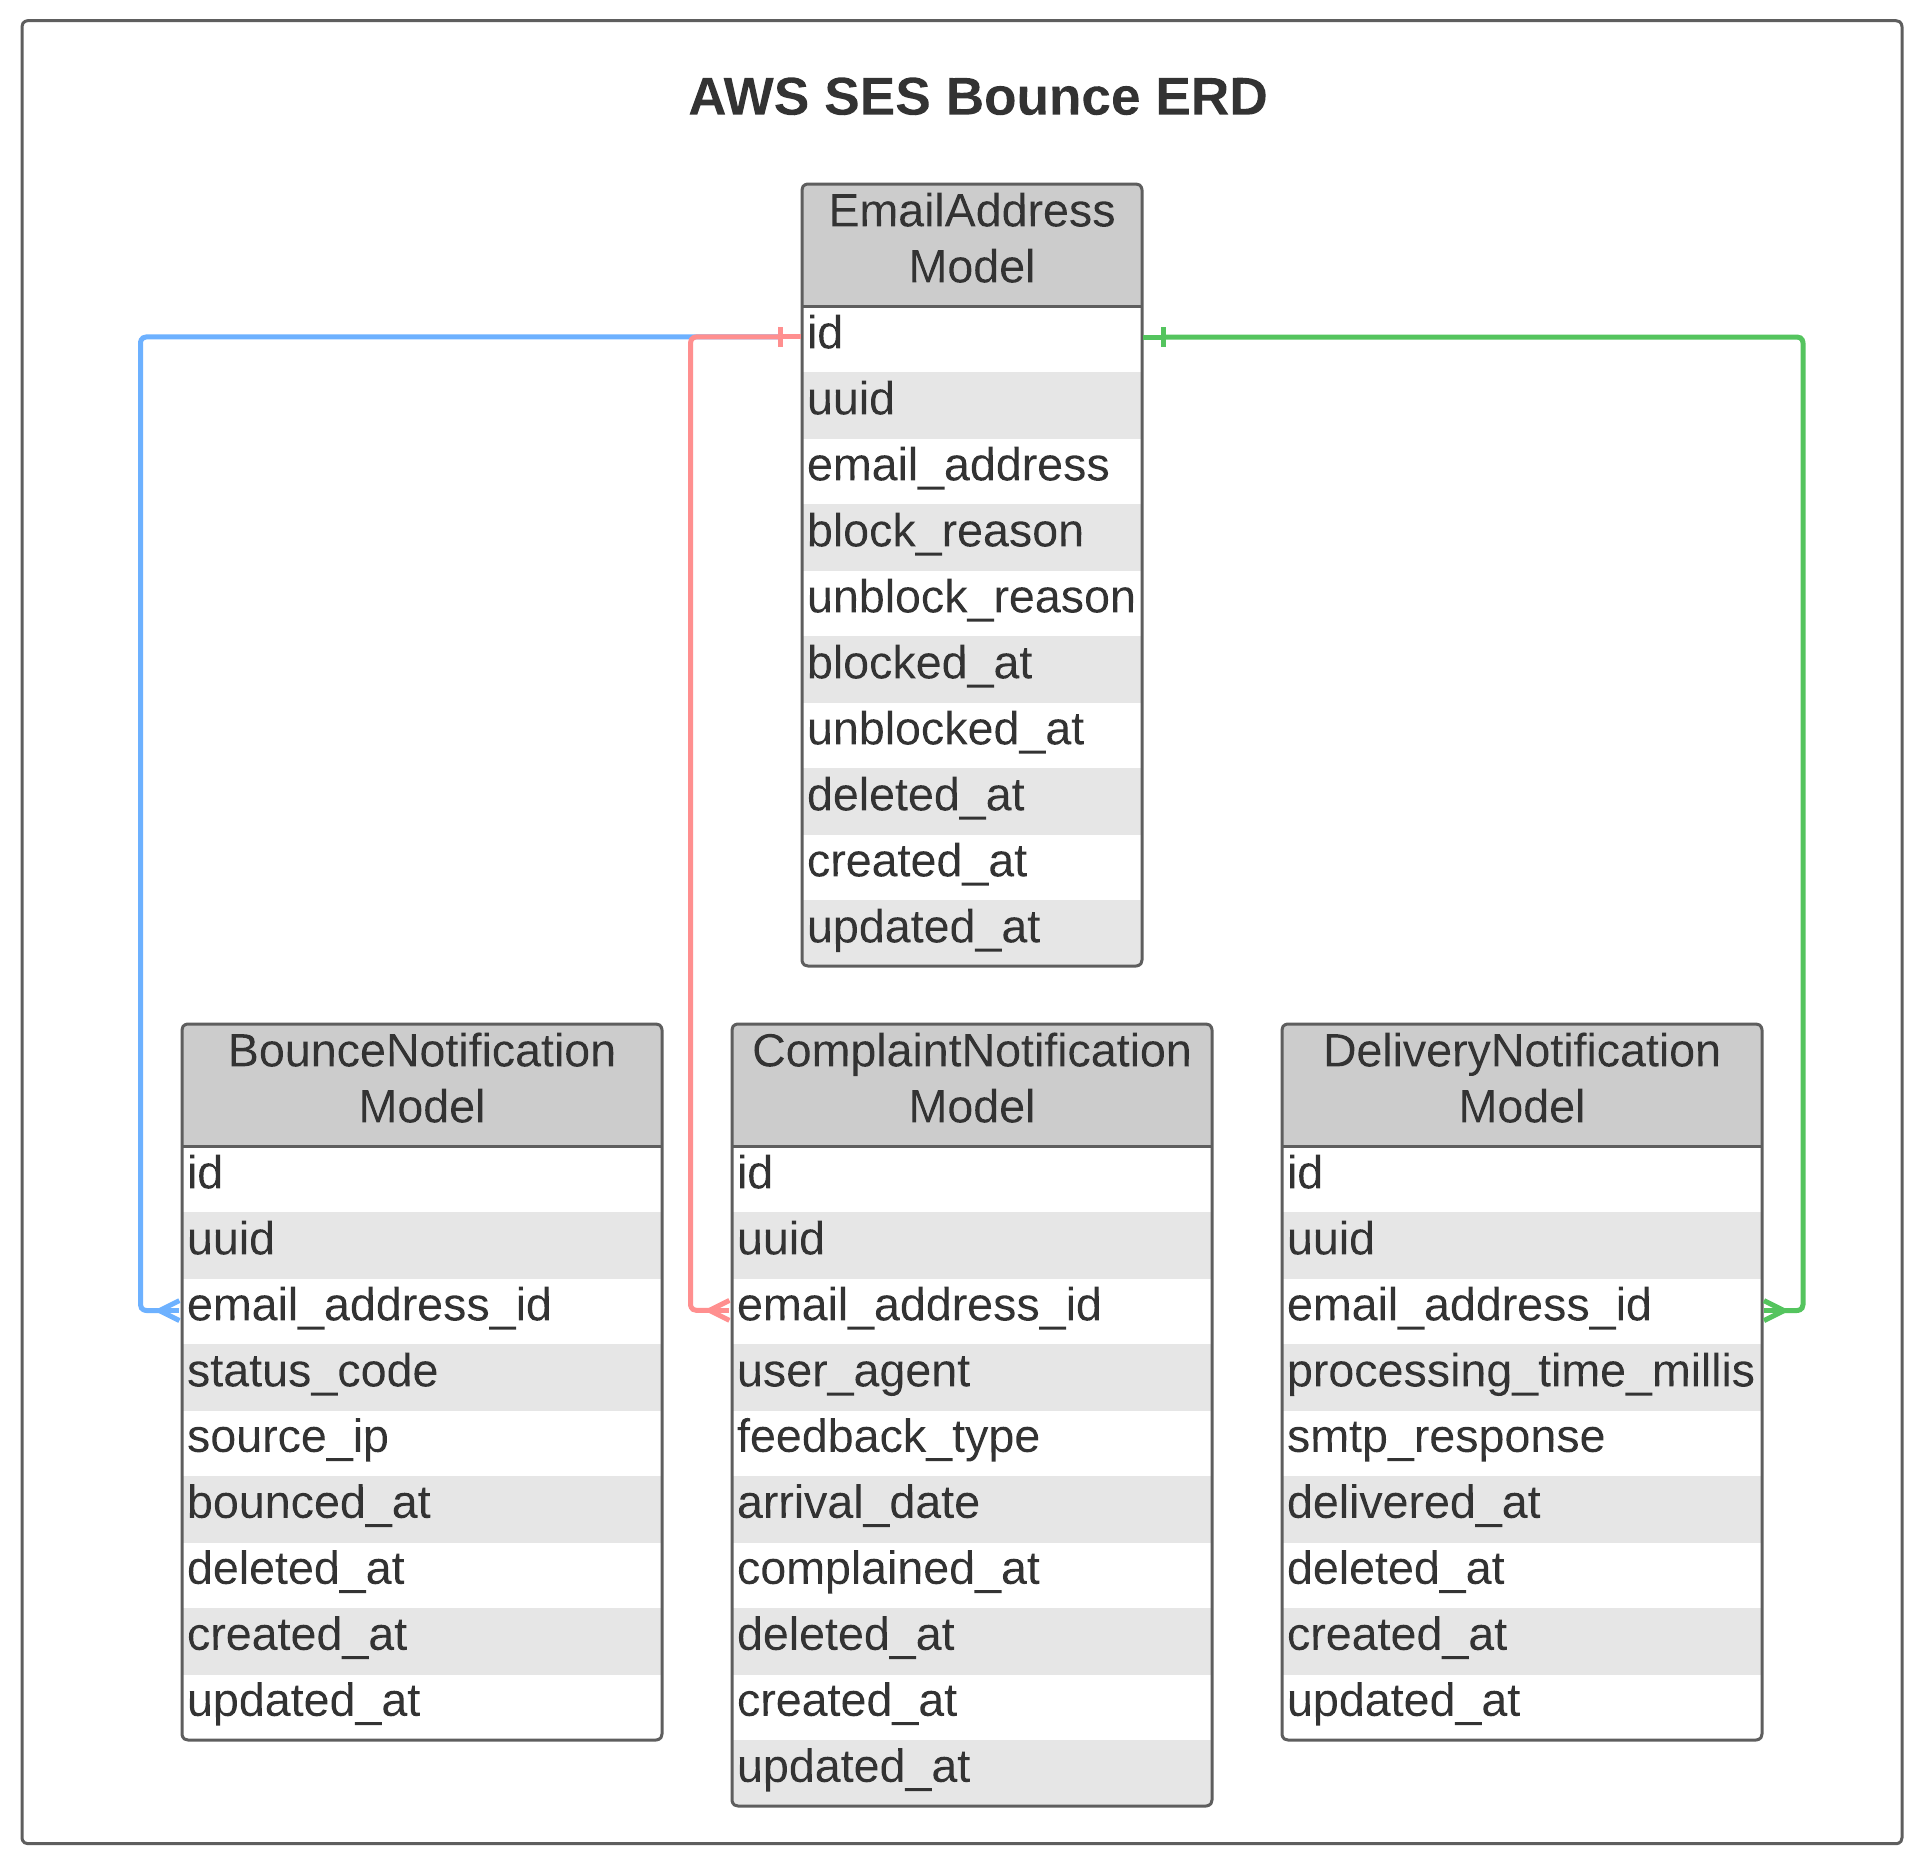 AWS SES Bounce ERD
EmailAddress
Model
id
uuid
email_address
block_reason
unblock_reason
blocked_at
unblocked_at
deleted_at
created_at
updated_at
BounceNotification
Model
id
uuid
email_address_id
status_code
source_ip
bounced_at
deleted_at
created_at
updated_at
ComplaintNotification
Model
id
uuid
email_address_id
user_agent
feedback_type
arrival_date
complained_at
deleted_at
created_at
updated_at
DeliveryNotification
Model
id
uuid
email_address_id
processing_time_millis
smtp_response
delivered_at
deleted_at
created_at
updated_at